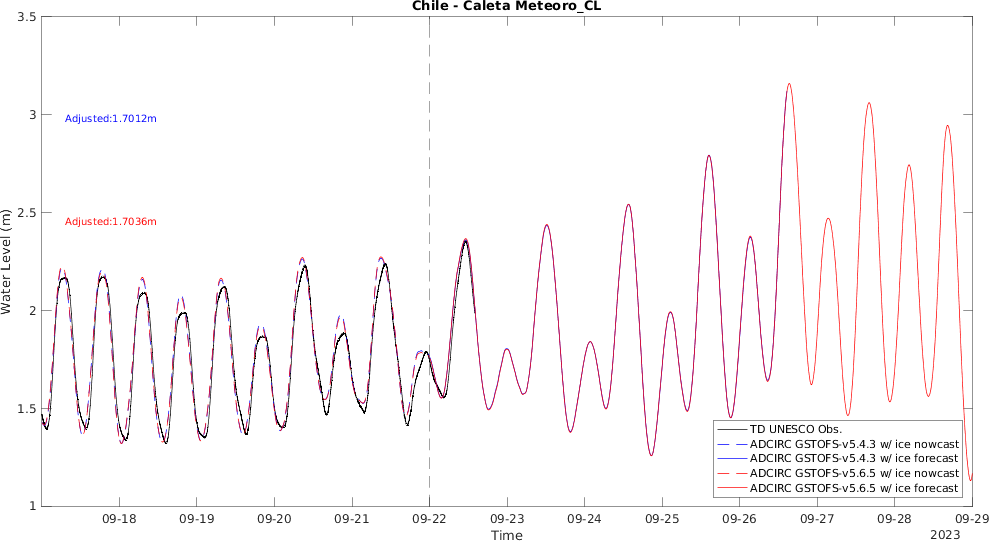 Chile - Caleta Meteoro_CL
3.5
3
2.5
2
1.5
1
Water Level (m)
Adjusted:1.7012m
Adjusted:1.7036m
TD UNESCO Obs.
ADCIRC GSTOFS-v5.4.3 w/ ice nowcast
ADCIRC GSTOFS-v5.4.3 w/ ice forecast
ADCIRC GSTOFS-v5.6.5 w/ ice nowcast
ADCIRC GSTOFS-v5.6.5 w/ ice forecast
09-18 09-19 09-20 09-21 09-22 09-23 09-24 09-25 09-26 09-27 09-28 09-29
Time
2023